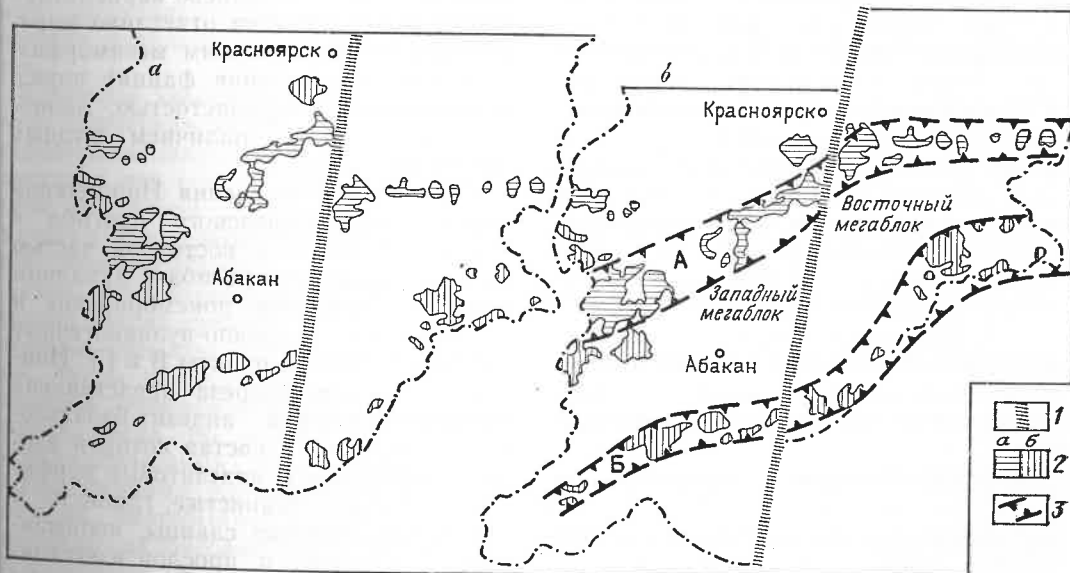 а
Красноярск
Абакан
b
Красноярск
Восточный
мегаблок
А
Западный
мегаблок
Абакан
Б
1
а б
2
3